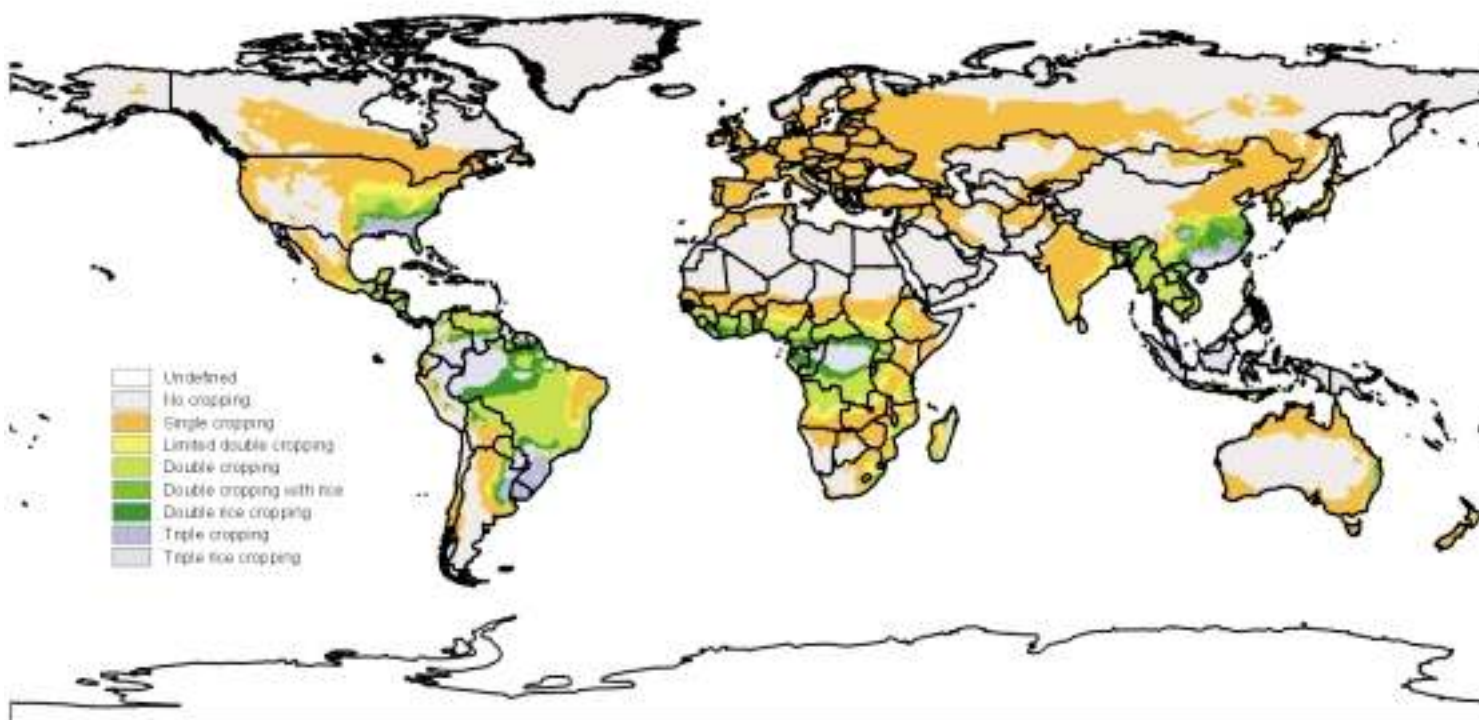 Undefined
No cropping
Single cropping
Limited double cropping
Double cropping
Double cropping with rice
Double rice cropping
Triple cropping
Triple rice cropping